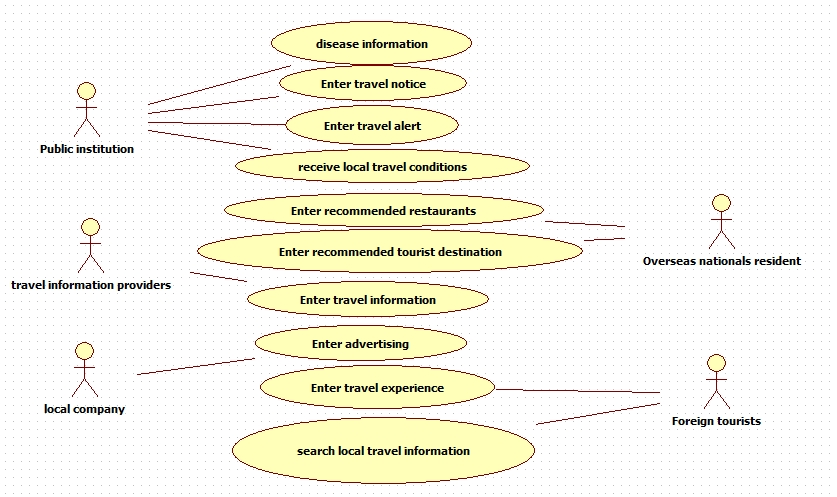 disease information
Enter travel notice
Enter travel alert
Public institution
receive local travel conditions
Enter recommended restaurants
Enter recommended tourist destination
Overseas nationals resident
travel information providers
Enter travel information
Enter advertising
Enter travel experience
local company
Foreign tourists
search local travel information